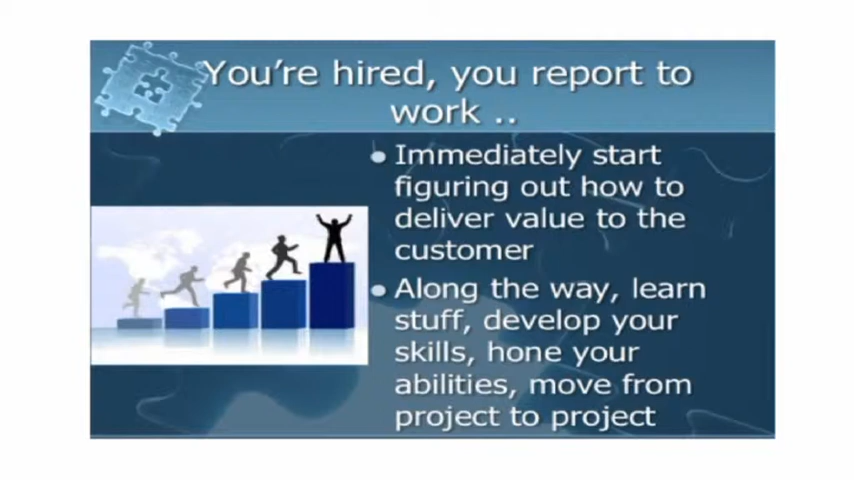 You're hired, you report to
work ..
Immediately start
figuring out how to
deliver value to the
customer
Along the way, learn
stuff, develop your
skills, hone your
abilities, move from
project to project